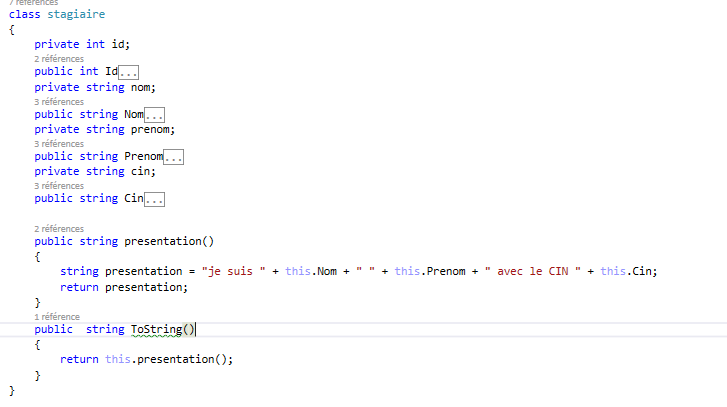 7 références
class stagiaire
{
private int id;
2 références
public int Id...
private string nom;
3 références
public string Nom...
private string prenom;
3 références
public string Prenom...
private string cin;
3 références
public string Cin...
2 références
public string presentation()
{
string presentation = "je suis " + this.Nom + " " + this.Prenom + " avec le CIN " + this.Cin;
return presentation;
}
1 référence
public  string ToString()
{
return this.presentation();
}
}